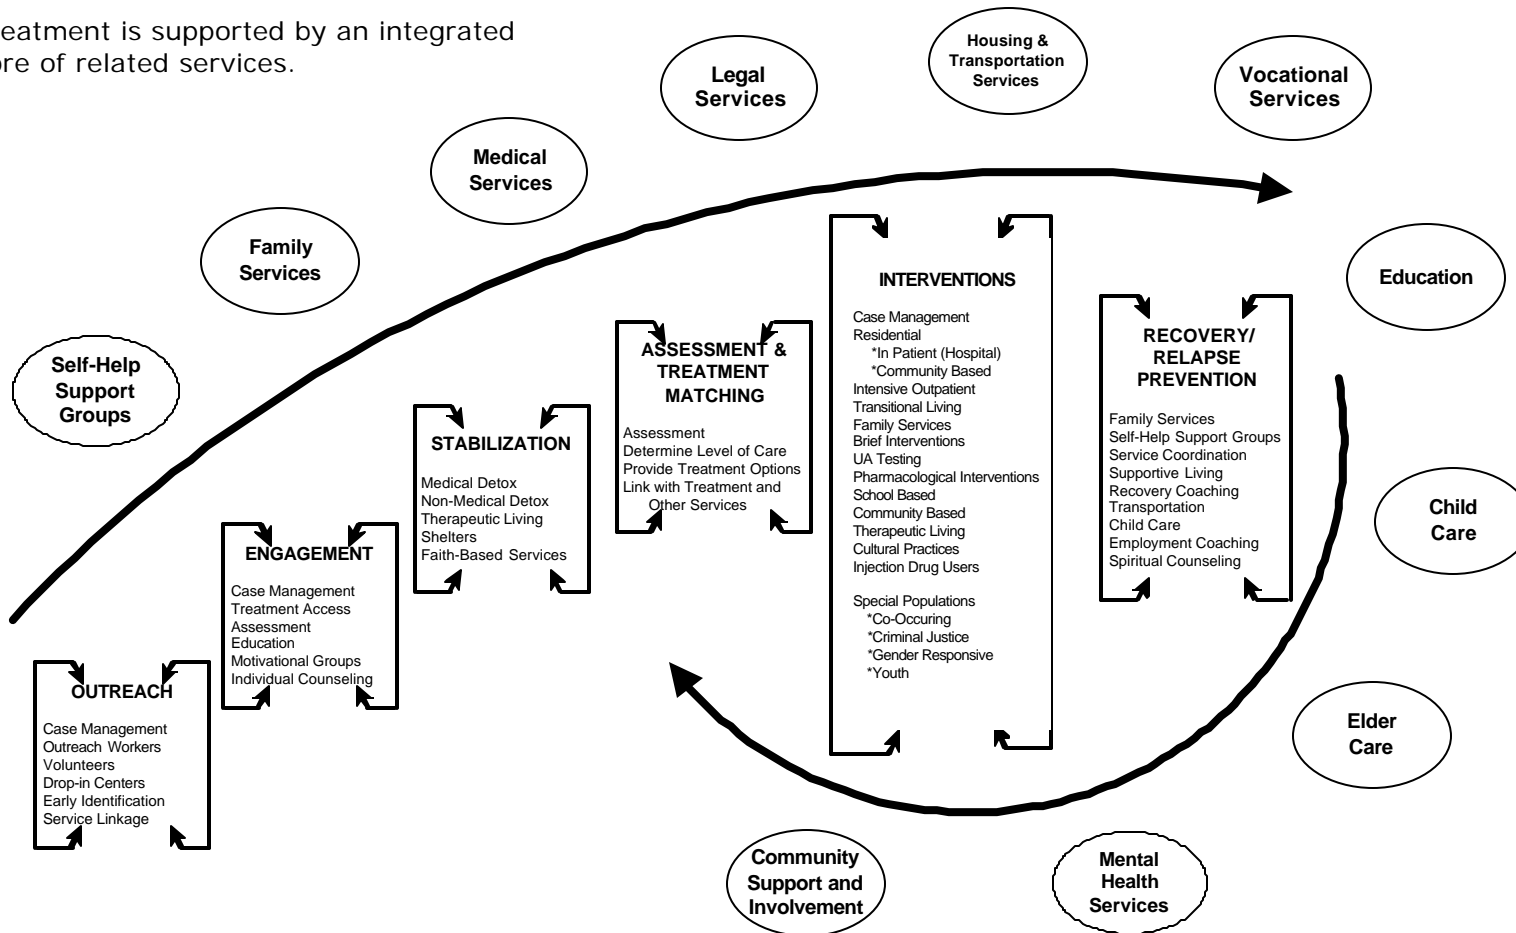 eatment is supported by an integrated
ore of related services.
Housing &
Transportation
Services
Legal
Services
Vocational
Services
Medical
Services
Family
Services
Education
Self-Help
Support
Groups
Child
Care
Elder
Care
Mental
Health
Services
Community
Support and
Involvement
OUTREACH
Case Management
Outreach Workers
Volunteers
Drop-in Centers
Early Identification
Service Linkage
ENGAGEMENT
Case Management
Treatment Access
Assessment
Education
Motivational Groups
Individual Counseling
STABILIZATION
Medical Detox
Non-Medical Detox
Therapeutic Living
Shelters
Faith-Based Services
ASSESSMENT &
TREATMENT
MATCHING
Assessment
Determine Level of Care
Provide Treatment Options
Link with Treatment and
Other Services
INTERVENTIONS
Case Management
Residential
*In Patient (Hospital)
*Community Based
Intensive Outpatient
Transitional Living
Family Services
Brief Interventions
UA Testing
Pharmacological Interventions
School Based
Community Based
Therapeutic Living
Cultural Practices
Injection Drug Users
Special Populations
*Co-Occuring
*Criminal Justice
*Gender Responsive
*Youth
RECOVERY/
RELAPSE
PREVENTION
Family Services
Self-Help Support Groups
Service Coordination
Supportive Living
Recovery Coaching
Transportation
Child Care
Employment Coaching
Spiritual Counseling